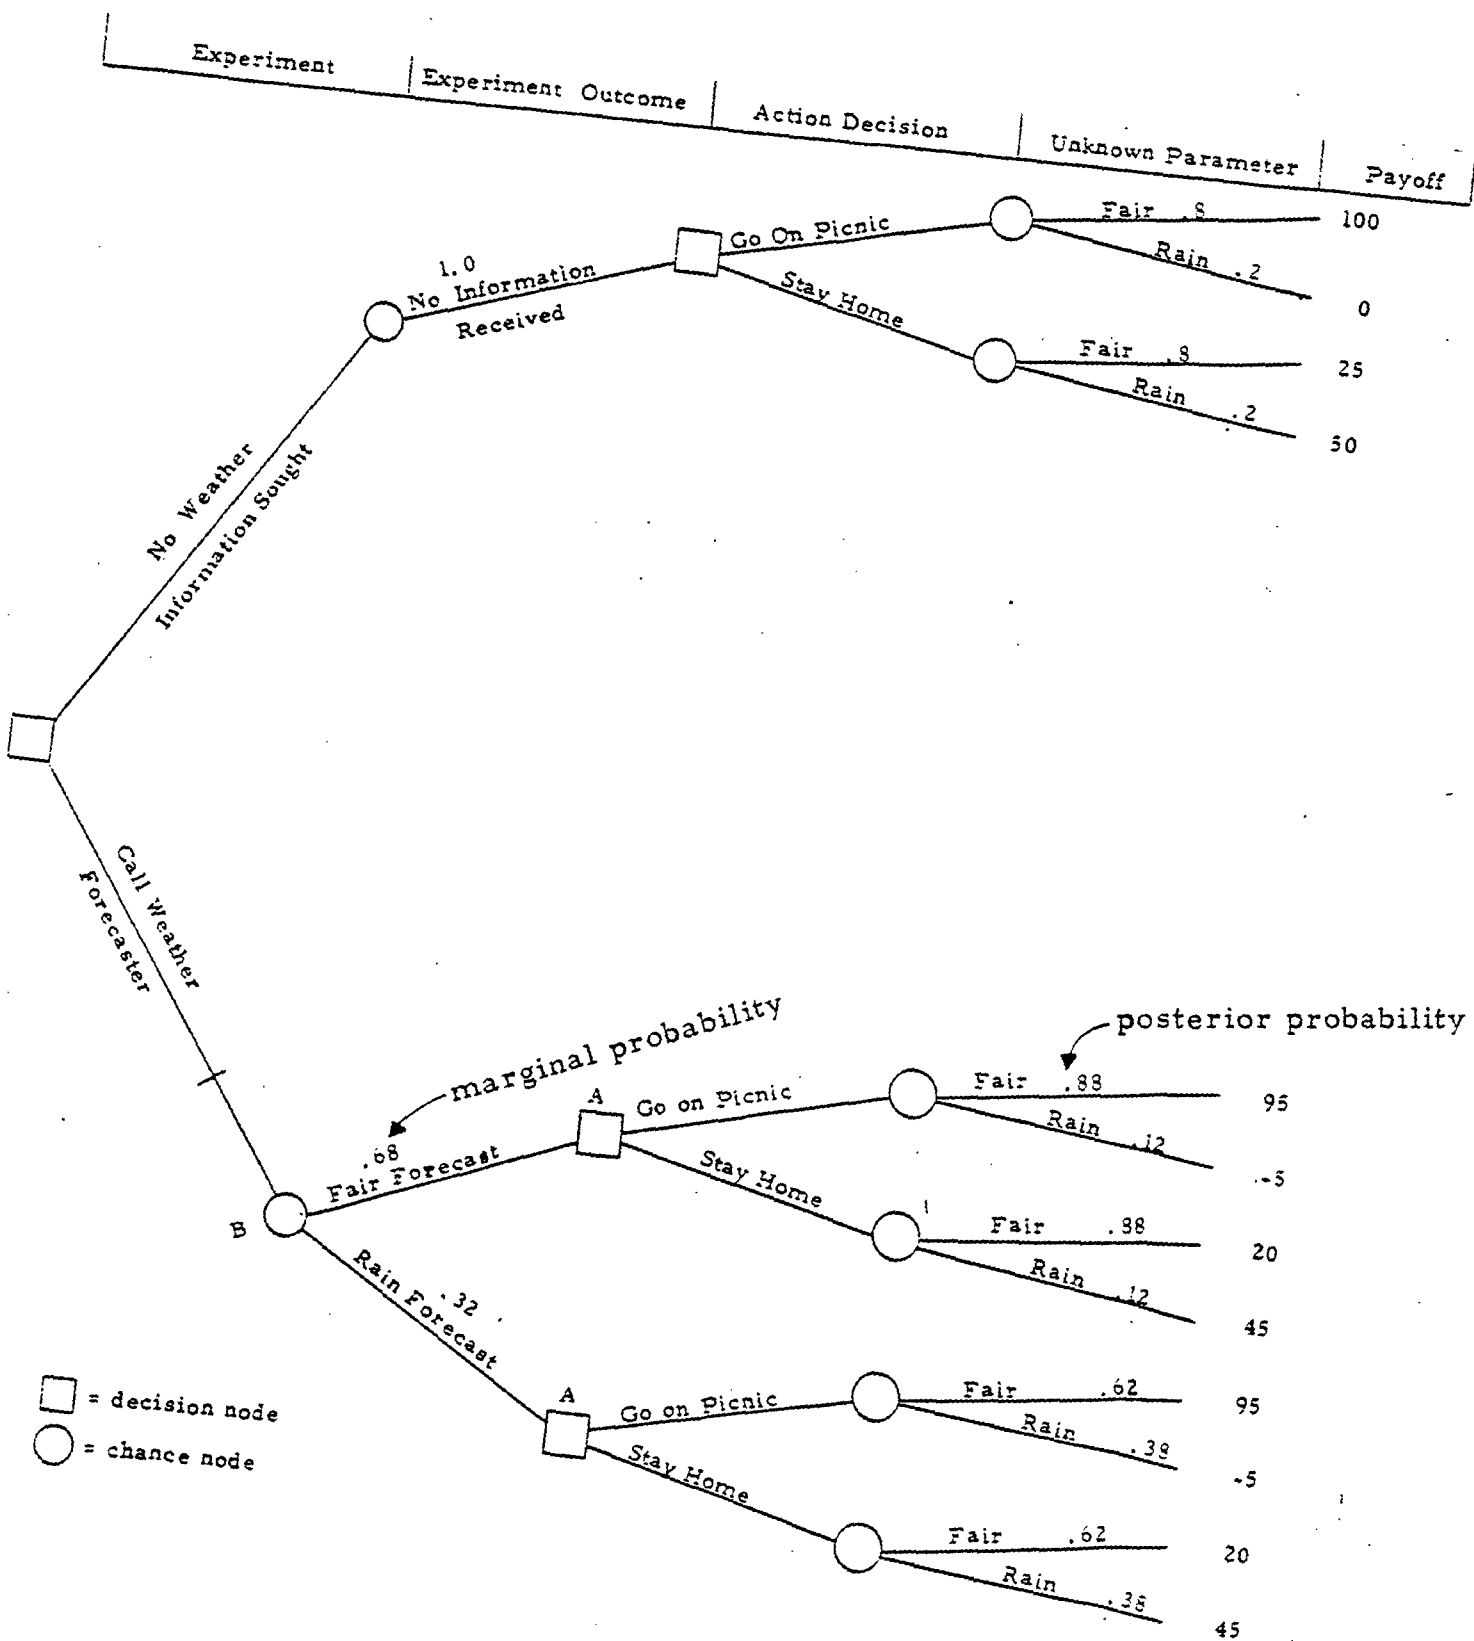 Experiment
Experiment Outcome
Action Decision
Unknown Parameter
Payoff
No Weather
Information Sought
1.0
No Information
Received
Go On Picnic
Fair .8
100
Rain .2
0
Stay Home
Fair .8
25
Rain .2
50
Call Weather
Forecaster
B
marginal probability
.68
Fair Forecast
A
Go on Picnic
posterior probability
Fair .88
95
Rain .12
-5
Stay Home
Fair .88
20
Rain .12
45
.32
Rain Forecast
A
Go on Picnic
Fair .62
95
Rain .38
-5
Stay Home
Fair .62
20
Rain .38
45
= decision node
= chance node